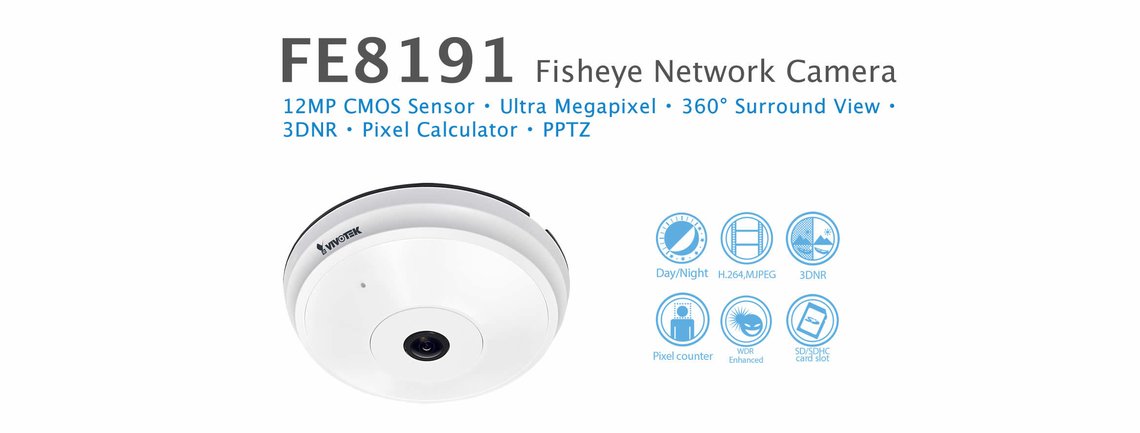 FE8191 Fisheye Network Camera
12MP CMOS Sensor • Ultra Megapixel • 360° Surround View •
3DNR • Pixel Calculator • PPTZ
VIVOTEK
Day/Night
H.264,MJPEG
3DNR
Pixel counter
WDR
Enhanced
SD/SDHC
card slot